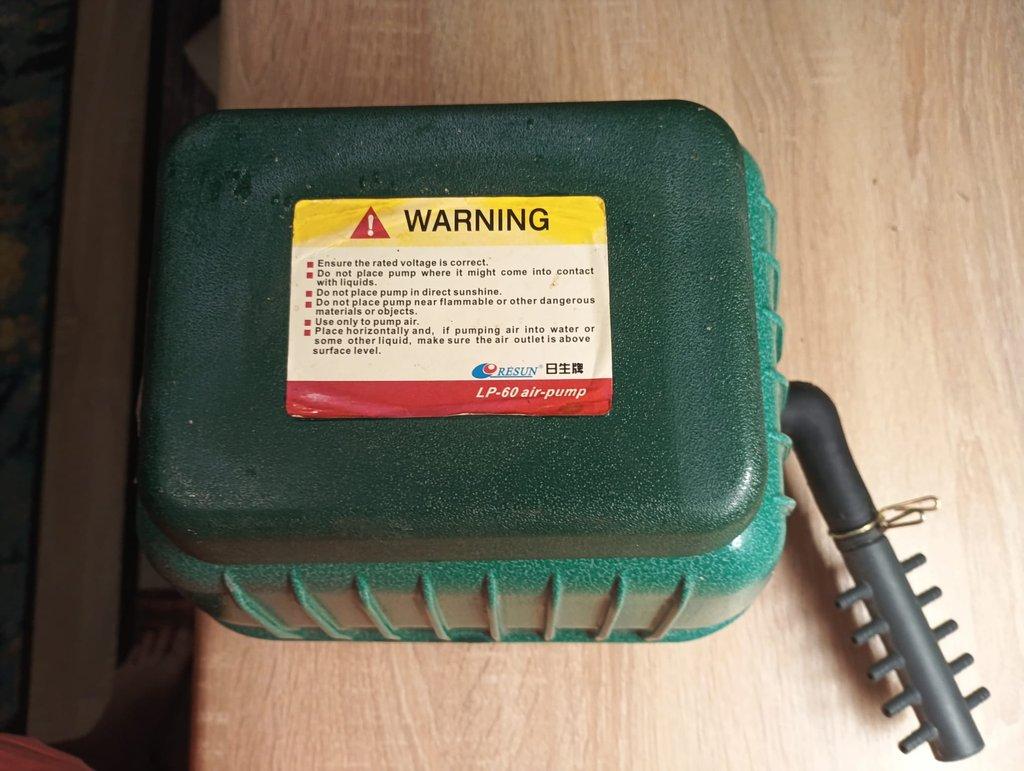 WARNING
Ensure the rated voltage is correct.
Do not place pump where it might come into contact
with liquids.
Do not place pump in direct sunshine.
Do not place pump near flammable or other dangerous
materials or objects.
Use only to pump air.
Place horizontally and, if pumping air into water or
some other liquid, make sure the air outlet is above
surface level.
RESUN® 日生牌
LP-60 air-pump